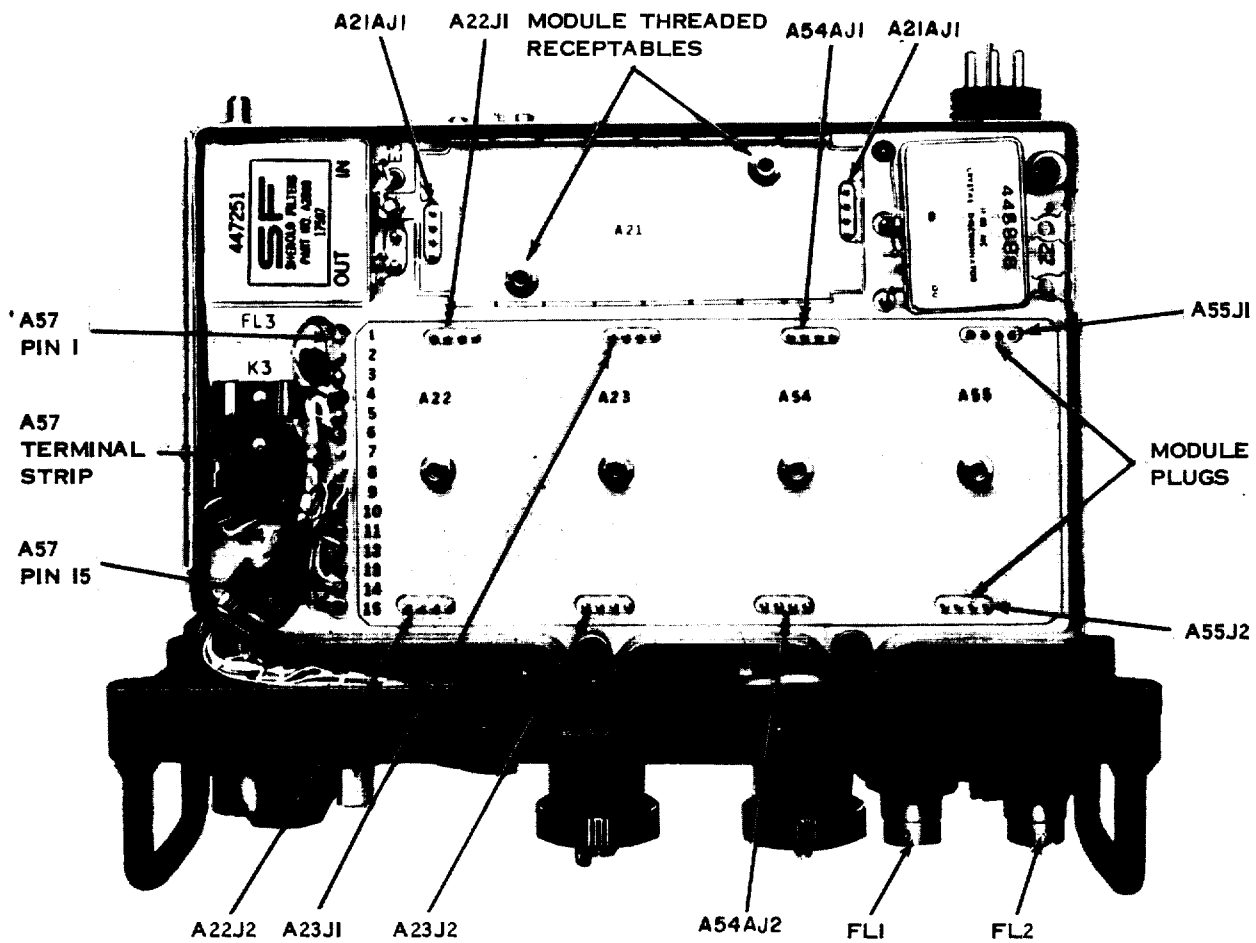 A21AJ1
A22J1
MODULE THREADED
RECEPTABLES
A54AJ1
A21AJ1
447251
SF
PART NO.
IN
OUT
A21
'A57
PIN 1
FL3
K3
A57
TERMINAL
STRIP
A57
PIN 15
1
2
3
4
5
6
7
8
9
10
11
12
13
14
15
A22
A23
A54
A55
A55J1
MODULE
PLUGS
A55J2
A22J2
A23J1
A23J2
A54AJ2
FL1
FL2